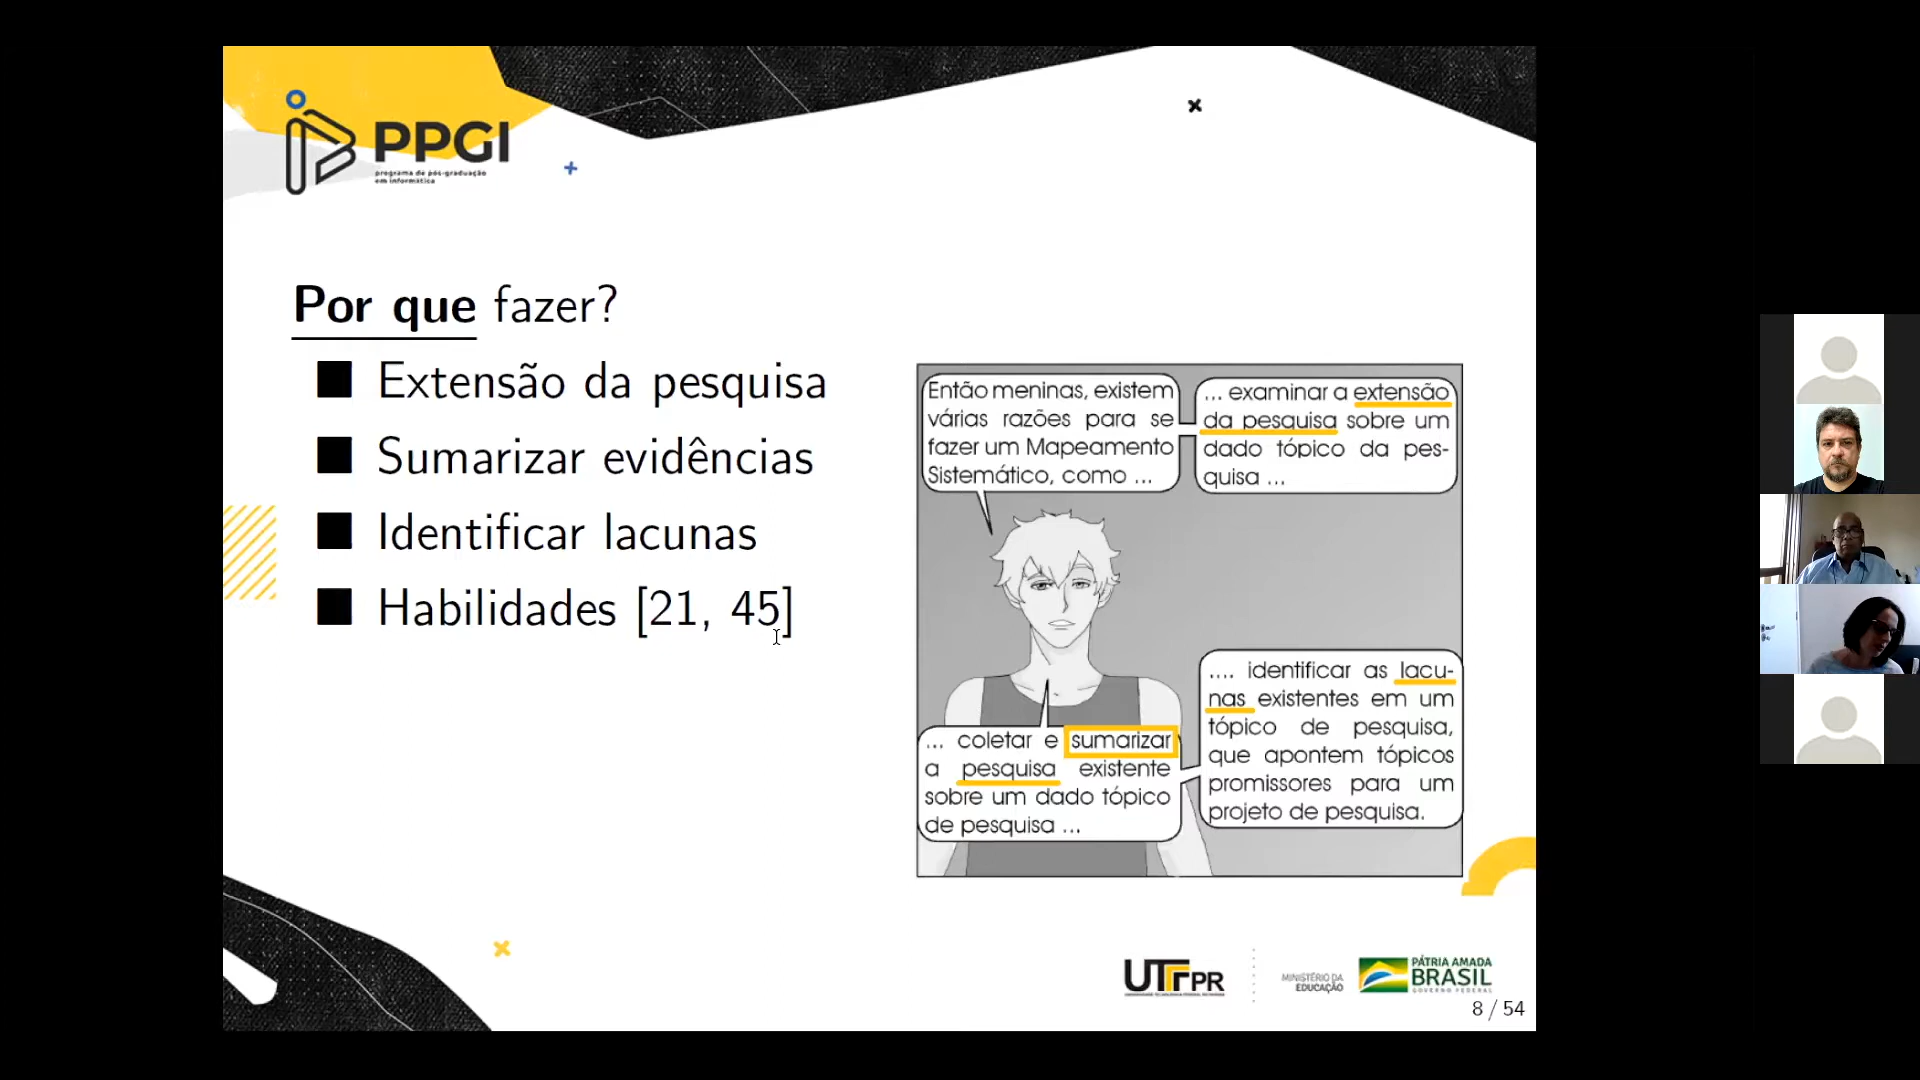 PPGI
programa de pós-graduação
em informática
Por que fazer?
Extensão da pesquisa
Sumarizar evidências
Identificar lacunas
Habilidades [21, 45]
Então meninas, existem
várias razões para se
fazer um Mapeamento
Sistemático, como ...
... examinar a extensão
da pesquisa sobre um
dado tópico da pes-
quisa ...
... coletar e sumarizar
a pesquisa existente
sobre um dado tópico
de pesquisa ...
.... identificar as lacu-
nas existentes em um
tópico de pesquisa,
que apontem tópicos
promissores para um
projeto de pesquisa.
UTFPR
UNIVERSIDADE TECNOLÓGICA FEDERAL DO PARANÁ
MINISTÉRIO DA
EDUCAÇÃO
PÁTRIA AMADA
BRASIL
GOVERNO FEDERAL
8 / 54